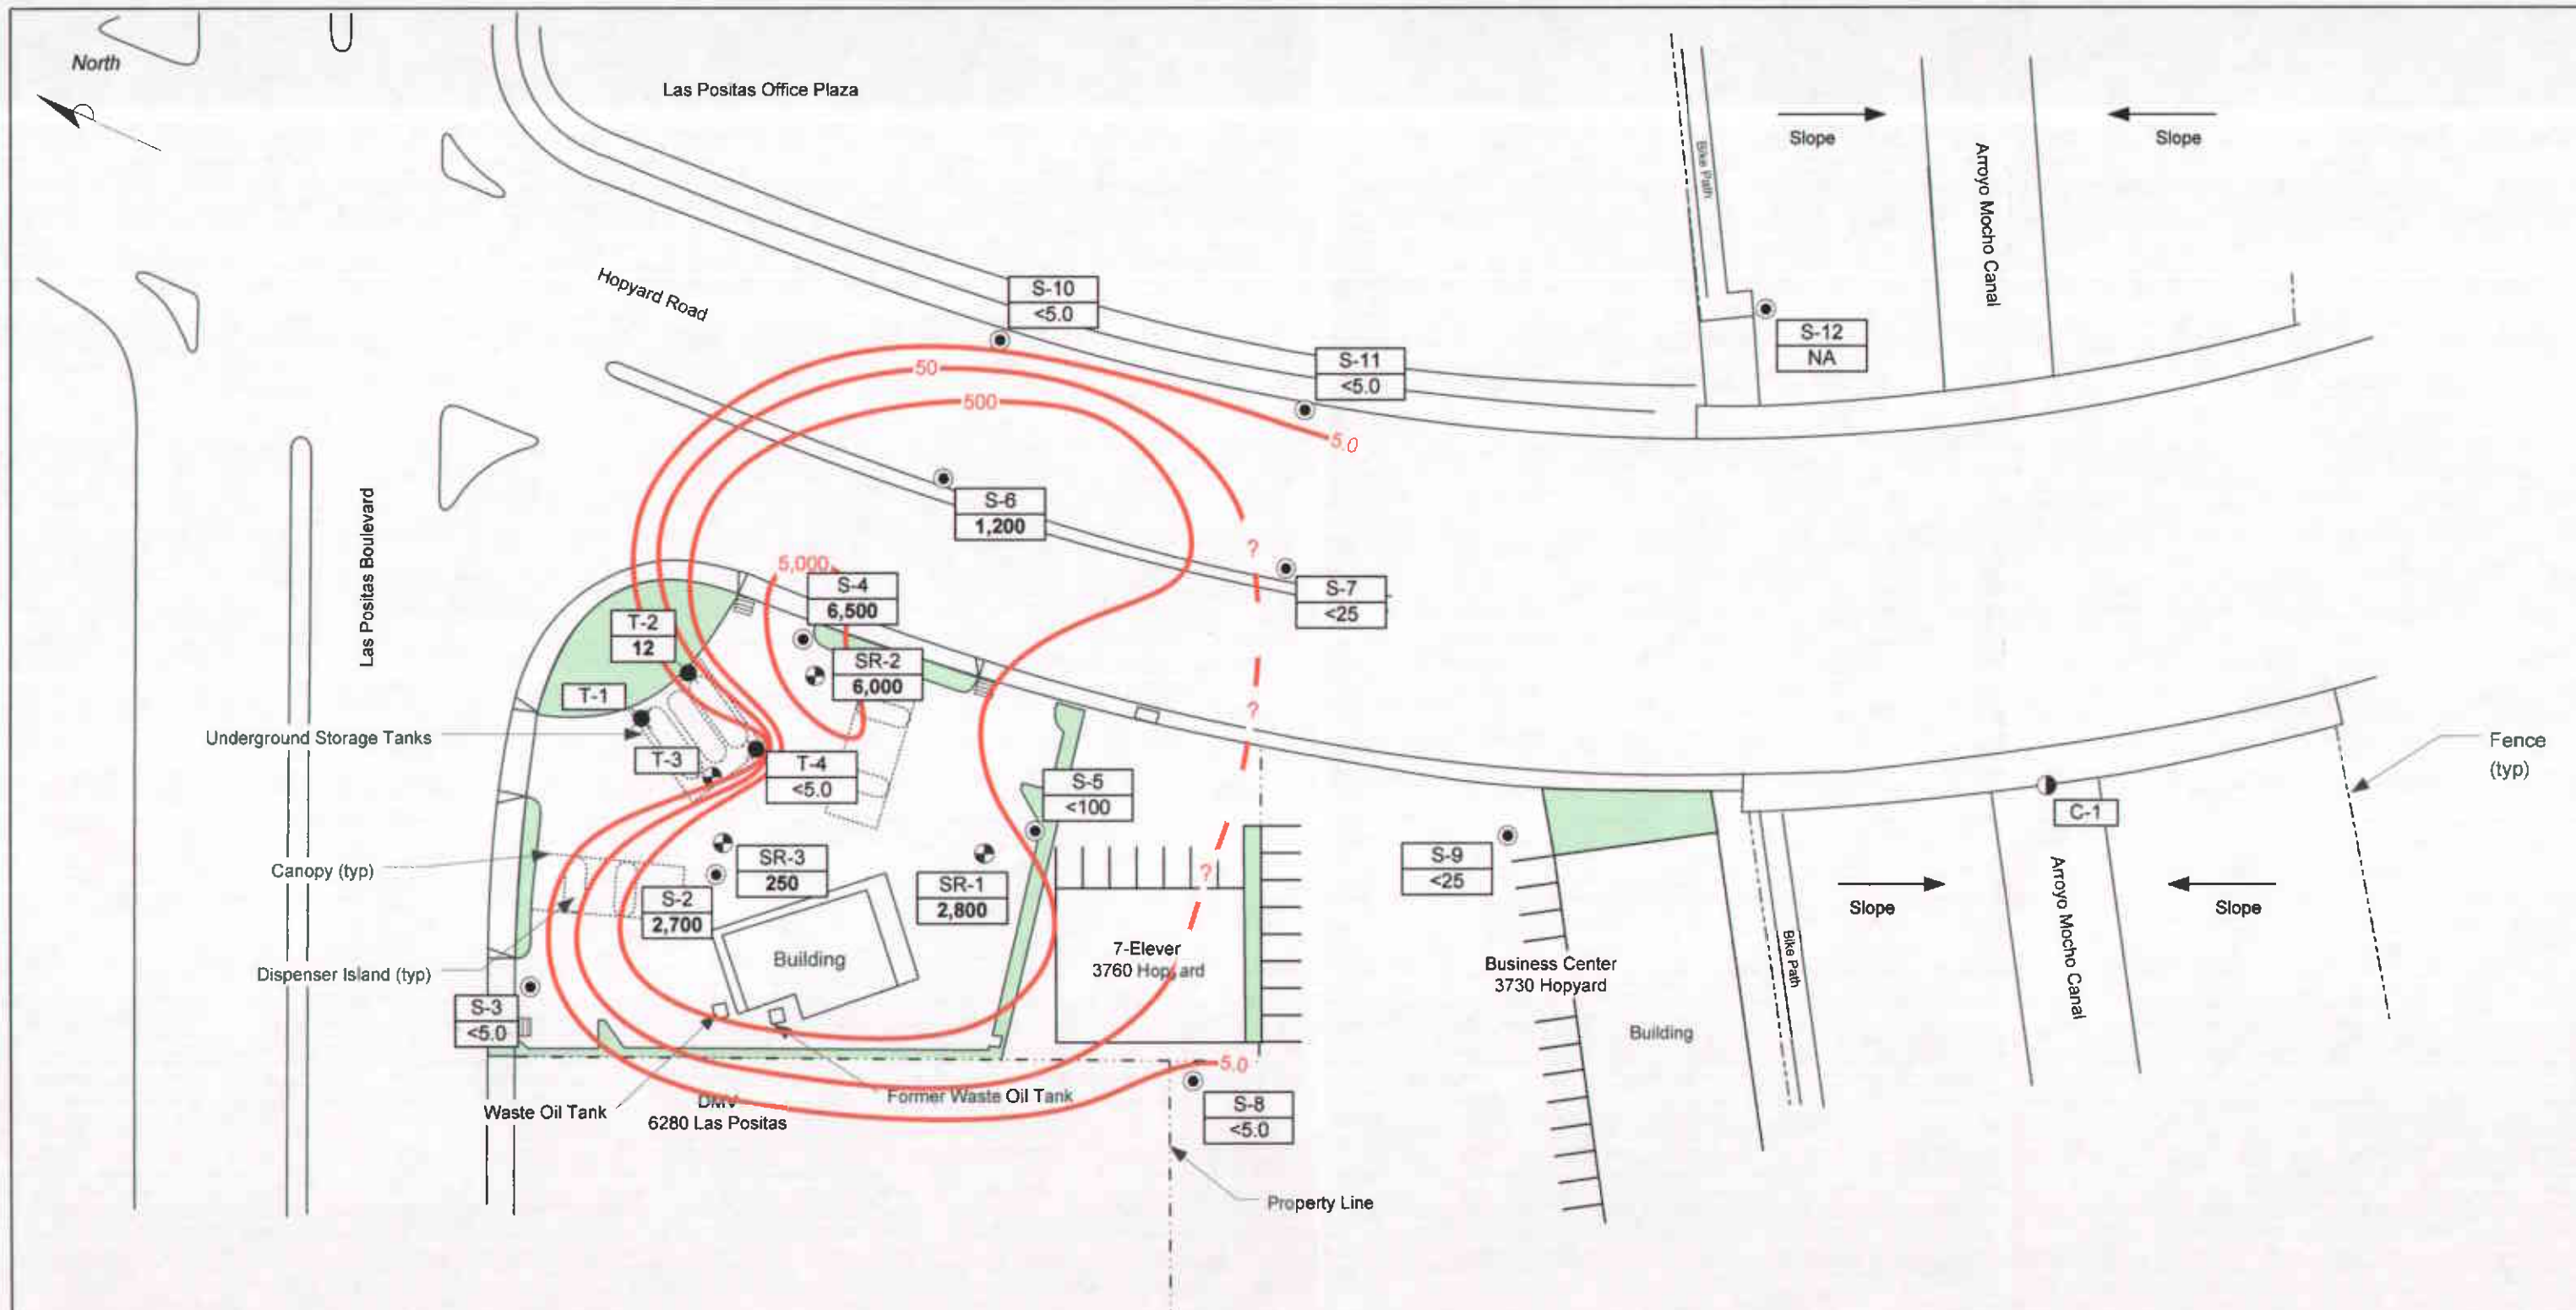 North
Las Positas Office Plaza
Slope
Slope
Bike Path
Arroyo Mocho Canal
Hopyard Road
S-10
<5.0
S-12
NA
S-11
<5.0
50
500
5.0
S-6
1,200
Las Positas Boulevard
?
5,000
S-4
6,500
S-7
<25
T-2
12
SR-2
6,000
T-1
?
Underground Storage Tanks
T-3
T-4
<5.0
S-5
<100
Fence
(typ)
C-1
Canopy (typ)
SR-3
250
SR-1
2,800
?
S-9
<25
S-2
2,700
Slope
Slope
Arroyo Mocho Canal
Bike Path
Building
7-Elever
3760 Hopyard
Business Center
3730 Hopyard
Dispenser Island (typ)
S-3
<5.0
Building
5.0
Waste Oil Tank
Former Waste Oil Tank
DMV
6280 Las Positas
S-8
<5.0
Property Line